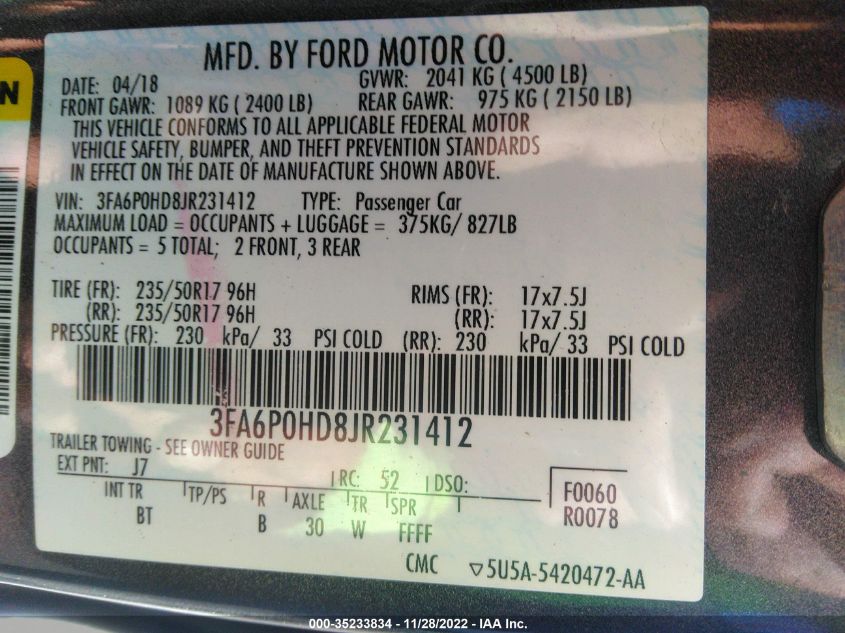 N
MFD. BY FORD MOTOR CO.
DATE: 04/18 GVWR: 2041 KG ( 4500 LB)
FRONT GAWR: 1089 KG ( 2400 LB) REAR GAWR: 975 KG ( 2150 LB)
THIS VEHICLE CONFORMS TO ALL APPLICABLE FEDERAL MOTOR
VEHICLE SAFETY, BUMPER, AND THEFT PREVENTION STANDARDS
IN EFFECT ON THE DATE OF MANUFACTURE SHOWN ABOVE.
VIN: 3FA6P0HD8JR231412 TYPE: Passenger Car
MAXIMUM LOAD = OCCUPANTS + LUGGAGE = 375KG/ 827LB
OCCUPANTS = 5 TOTAL; 2 FRONT, 3 REAR
TIRE (FR): 235/50R17 96H RIMS (FR): 17x7.5J
(RR): 235/50R17 96H (RR): 17x7.5J
PRESSURE (FR): 230 kPa/ 33 PSI COLD (RR): 230 kPa/ 33 PSI COLD
3FA6P0HD8JR231412
TRAILER TOWING - SEE OWNER GUIDE
EXT PNT: J7 RC: 52 DSO:
INT TR TP/PS R AXLE TR SPR F0060
BT B 30 W FFFF R0078
CMC ▽5U5A-5420472-AA
000-35233834 - 11/28/2022 - IAA Inc.